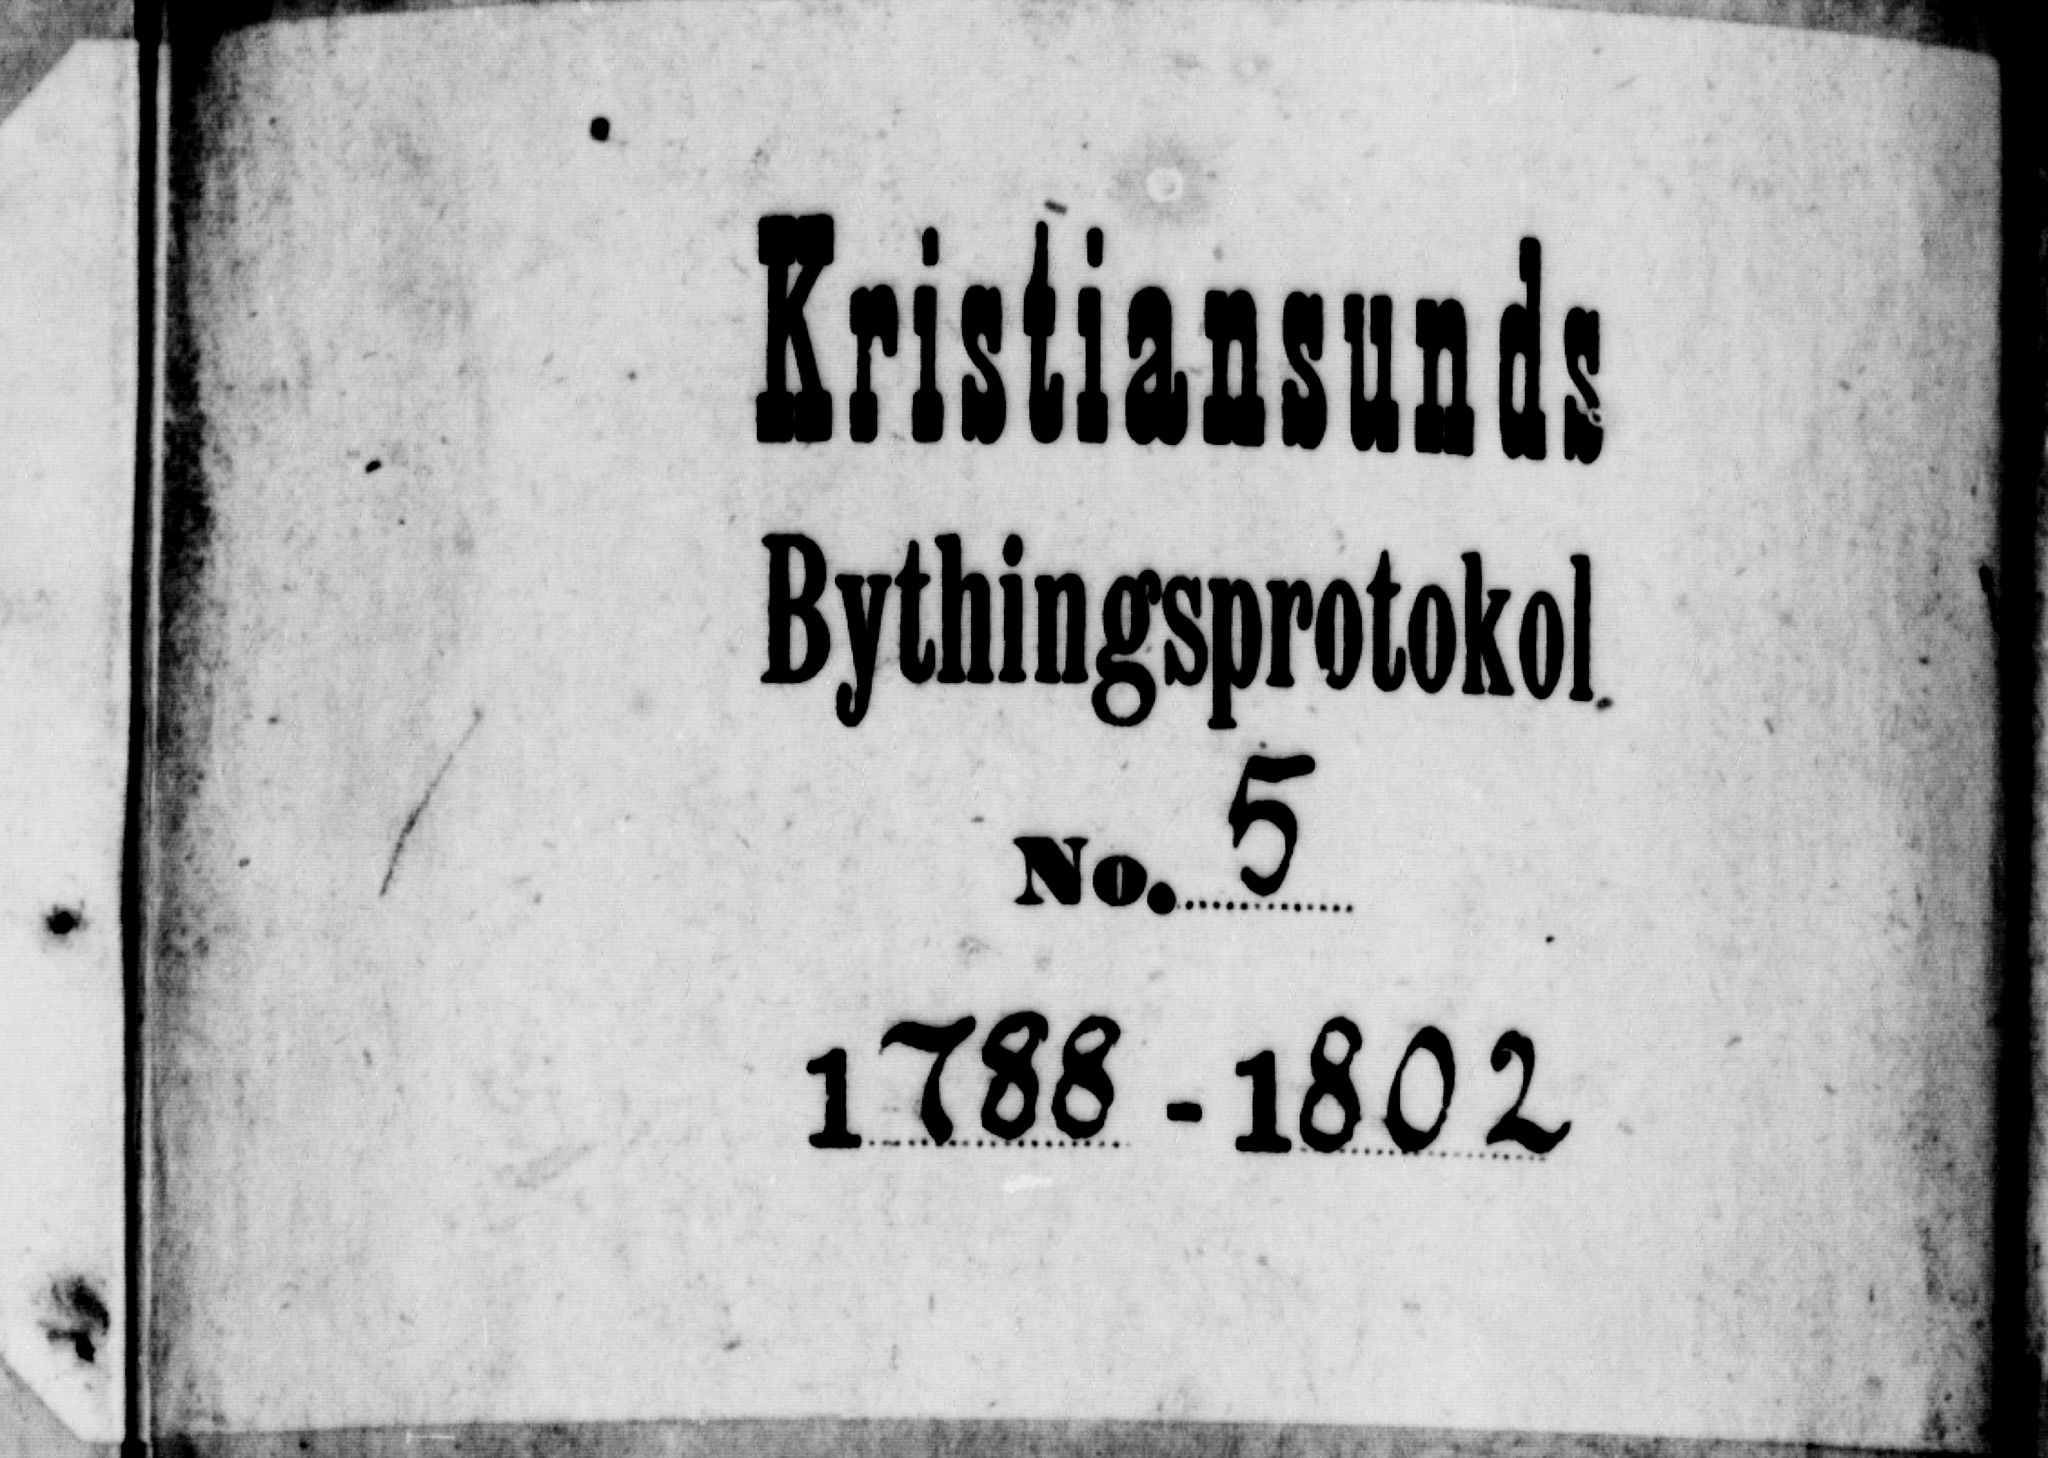 Kristiansunds
Bythingsprotokol
No. 5
1788 - 1802